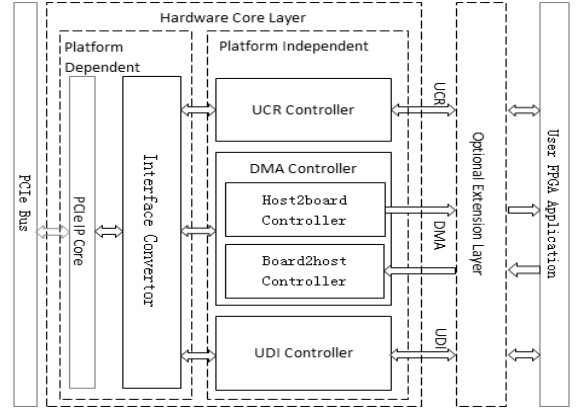 Hardware Core Layer
Platform
Dependent
Platform Independent
PCIe Bus
PCIe IP Core
Interface Convertor
UCR Controller
DMA Controller
Host2board
Controller
Board2host
Controller
UDI Controller
UCR
DMA
UDI
Optional Extension Layer
User FPGA Application